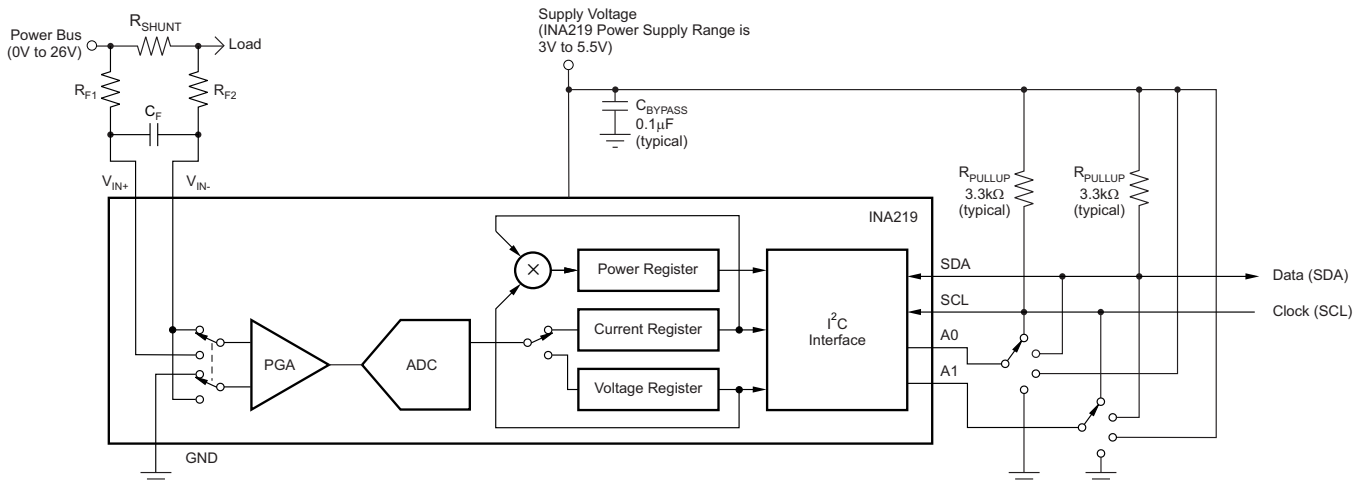 R_SHUNT
Power Bus
(0V to 26V)
Load
R_F1
R_F2
C_F
V_IN+
V_IN-
Supply Voltage
(INA219 Power Supply Range is
3V to 5.5V)
C_BYPASS
0.1μF
(typical)
R_PULLUP
3.3kΩ
(typical)
R_PULLUP
3.3kΩ
(typical)
INA219
×
Power Register
Current Register
Voltage Register
PGA
ADC
I²C
Interface
SDA
SCL
A0
A1
Data (SDA)
Clock (SCL)
GND